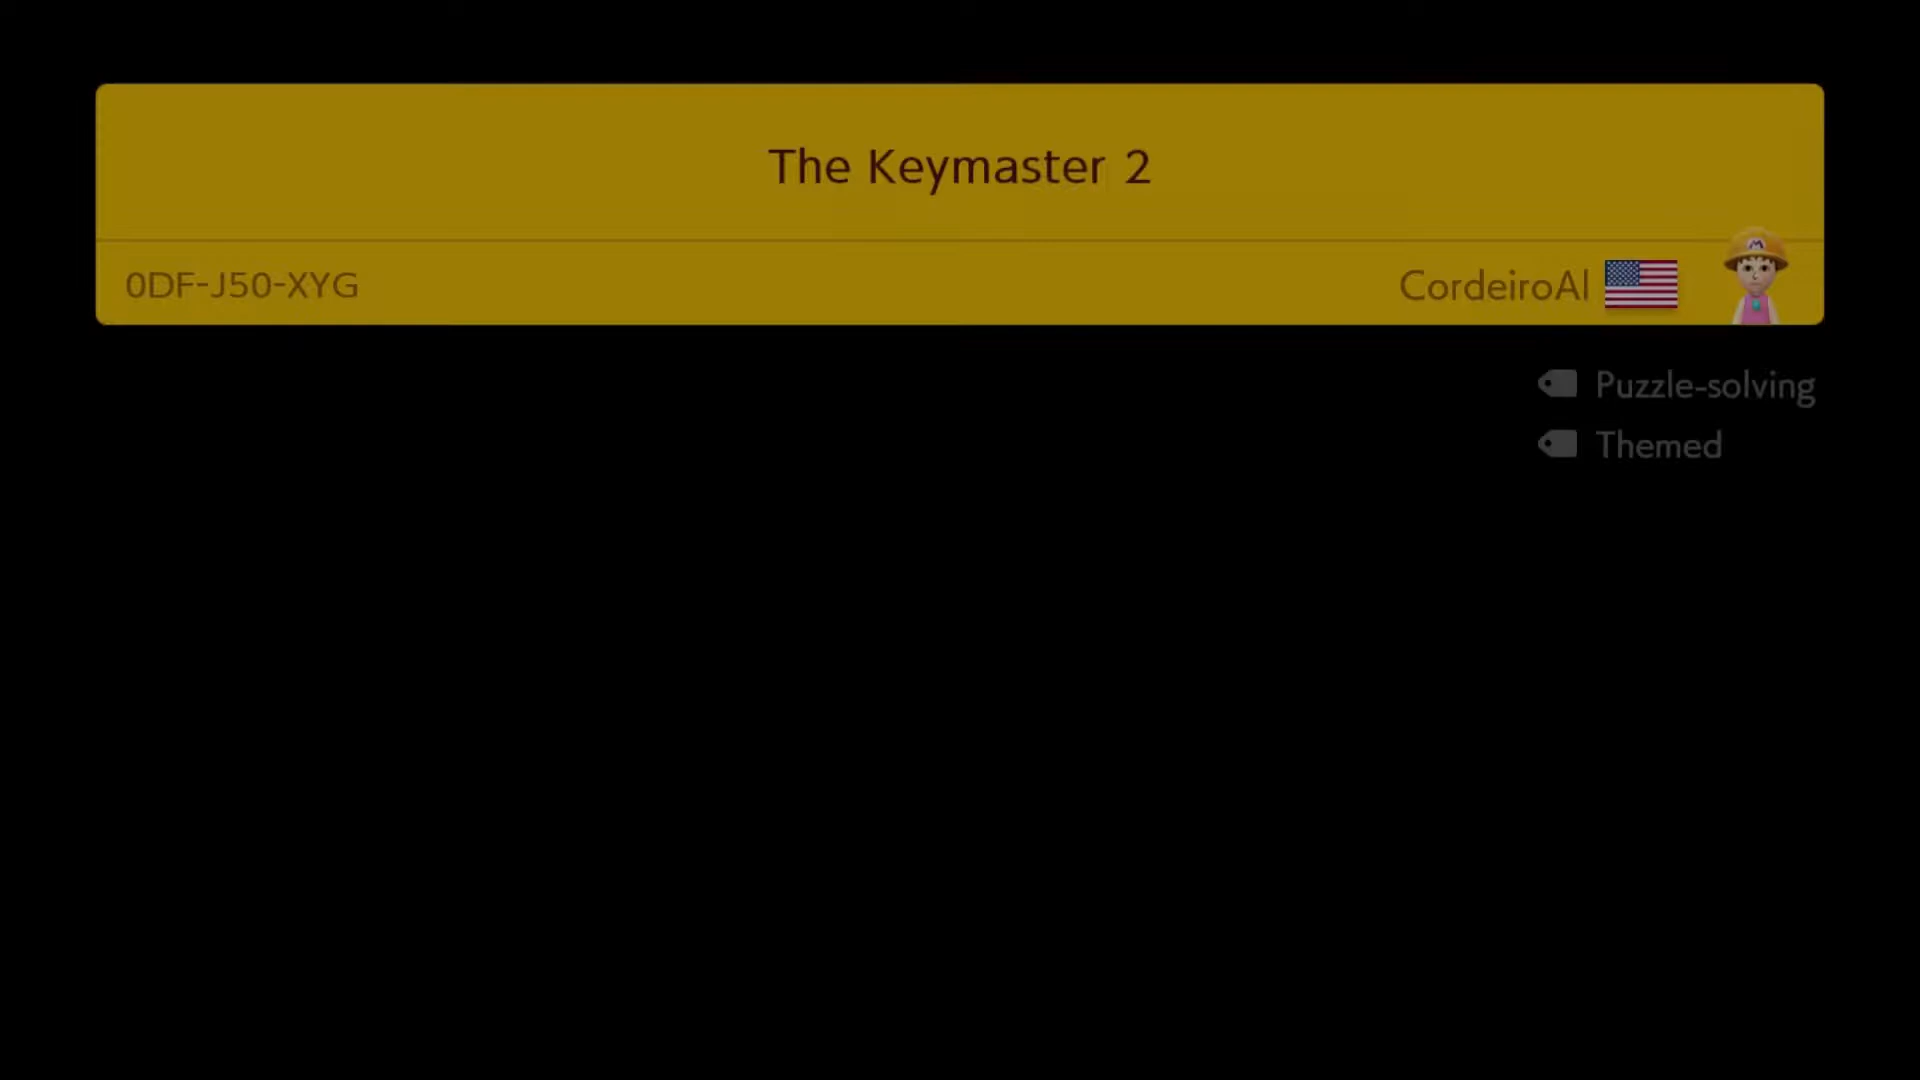 The Keymaster 2
0DF-J50-XYG
CordeiroAl
M
Puzzle-solving
Themed